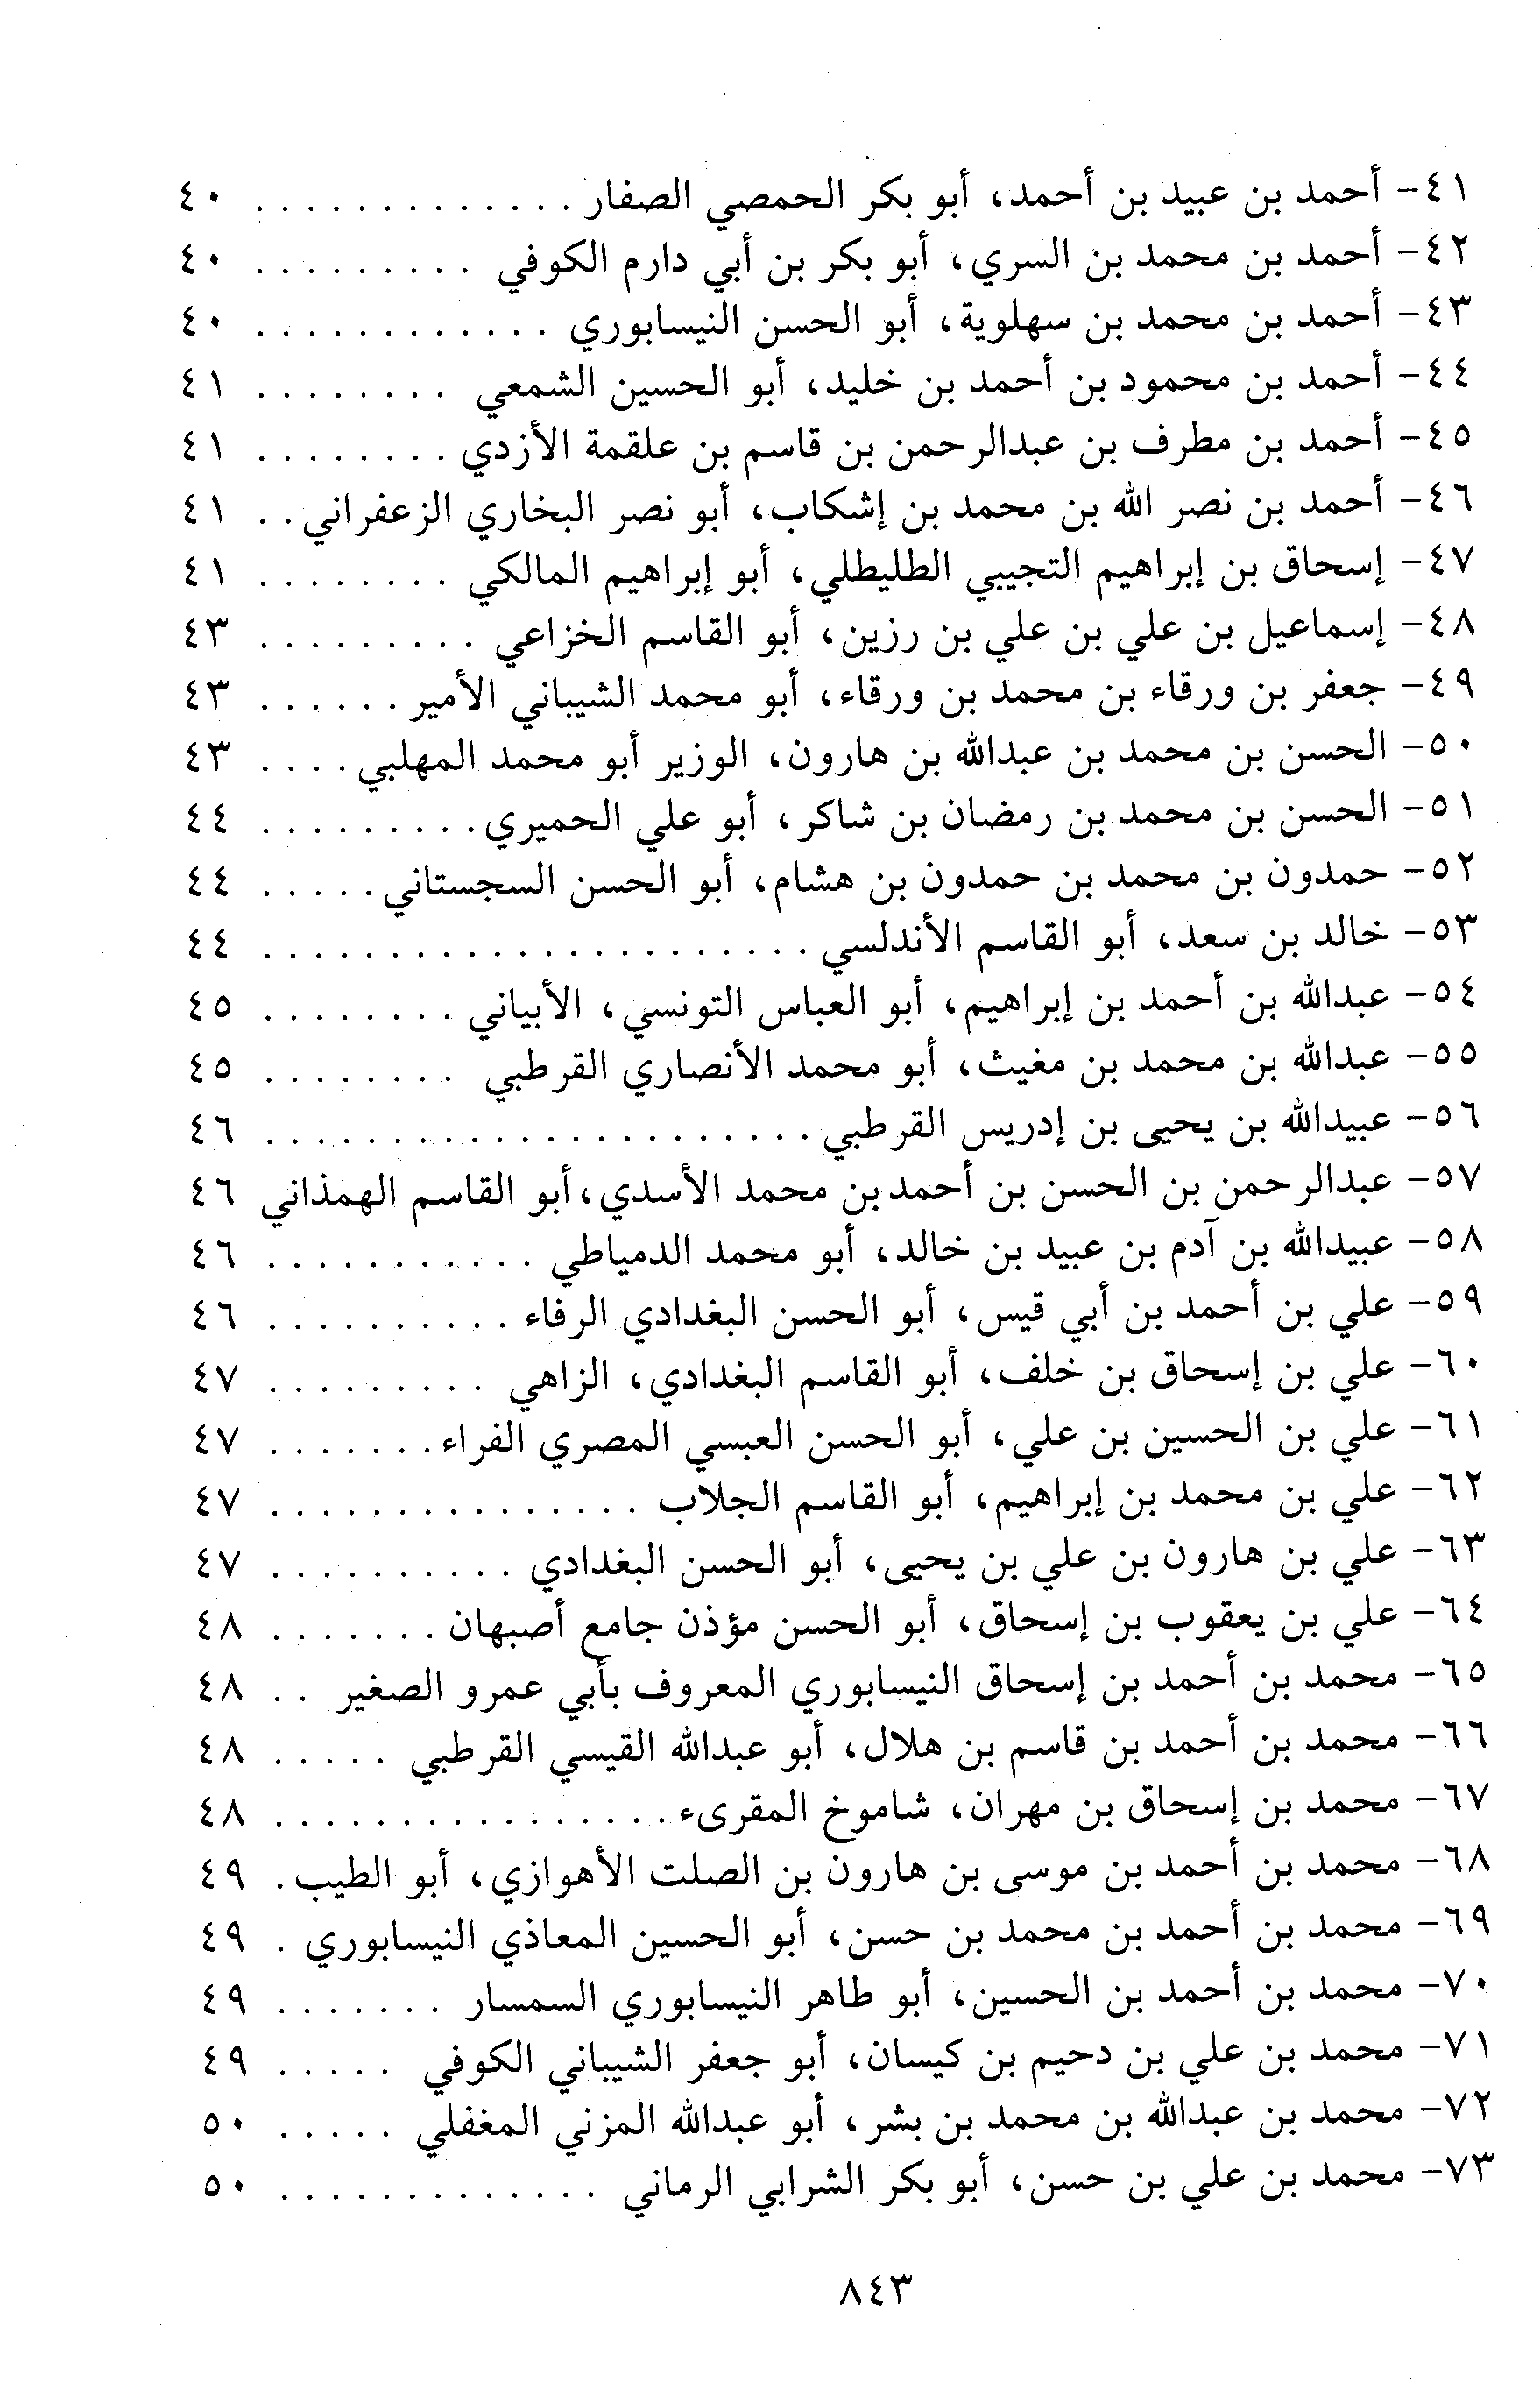 ٤١- أحمد بن عبيد بن أحمد، أبو بكر الحمصي الصفار . . . . . . . . . . . . . ٤٠
٤٢- أحمد بن محمد بن السري، أبو بكر بن أبي دارم الكوفي . . . . . . . . . ٤٠
٤٣- أحمد بن محمد بن سهلوية، أبو الحسن النيسابوري . . . . . . . . . . . . ٤٠
٤٤- أحمد بن محمود بن أحمد بن خليد، أبو الحسين الشمعي . . . . . . . . ٤١
٤٥- أحمد بن مطرف بن عبدالرحمن بن قاسم بن علقمة الأزدي . . . . . . . . ٤١
٤٦- أحمد بن نصر الله بن محمد بن إشكاب، أبو نصر البخاري الزعفراني . . ٤١
٤٧- إسحاق بن إبراهيم التجيبي الطليطلي، أبو إبراهيم المالكي . . . . . . . . ٤١
٤٨- إسماعيل بن علي بن علي بن رزين، أبو القاسم الخزاعي . . . . . . . . . ٤٣
٤٩- جعفر بن ورقاء بن محمد بن ورقاء، أبو محمد الشيباني الأمير . . . . . . ٤٣
٥٠- الحسن بن محمد بن عبدالله بن هارون، الوزير أبو محمد المهلبي . . . . ٤٣
٥١- الحسن بن محمد بن رمضان بن شاكر، أبو علي الحميري . . . . . . . . . ٤٤
٥٢- حمدون بن محمد بن حمدون بن هشام، أبو الحسن السجستاني . . . . . ٤٤
٥٣- خالد بن سعد، أبو القاسم الأندلسي . . . . . . . . . . . . . . . . . . . . . . ٤٤
٥٤- عبدالله بن أحمد بن إبراهيم، أبو العباس التونسي، الأبياني . . . . . . . . ٤٥
٥٥- عبدالله بن محمد بن مغيث، أبو محمد الأنصاري القرطبي . . . . . . . . ٤٥
٥٦- عبيدالله بن يحيى بن إدريس القرطبي . . . . . . . . . . . . . . . . . . . . . . ٤٦
٥٧- عبدالرحمن بن الحسن بن أحمد بن محمد الأسدي، أبو القاسم الهمذاني ٤٦
٥٨- عبيدالله بن آدم بن عبيد بن خالد، أبو محمد الدمياطي . . . . . . . . . . . ٤٦
٥٩- علي بن أحمد بن أبي قيس، أبو الحسن البغدادي الرفاء . . . . . . . . . . ٤٦
٦٠- علي بن إسحاق بن خلف، أبو القاسم البغدادي، الزاهي . . . . . . . . . ٤٧
٦١- علي بن الحسين بن علي، أبو الحسن العبسي المصري الفراء . . . . . . . ٤٧
٦٢- علي بن محمد بن إبراهيم، أبو القاسم الجلاب . . . . . . . . . . . . . . . ٤٧
٦٣- علي بن هارون بن علي بن يحيى، أبو الحسن البغدادي . . . . . . . . . . ٤٧
٦٤- علي بن يعقوب بن إسحاق، أبو الحسن مؤذن جامع أصبهان . . . . . . . ٤٨
٦٥- محمد بن أحمد بن إسحاق النيسابوري المعروف بأبي عمرو الصغير . . ٤٨
٦٦- محمد بن أحمد بن قاسم بن هلال، أبو عبدالله القيسي القرطبي . . . . . ٤٨
٦٧- محمد بن إسحاق بن مهران، شاموخ المقرىء . . . . . . . . . . . . . . . . ٤٨
٦٨- محمد بن أحمد بن موسى بن هارون بن الصلت الأهوازي، أبو الطيب . ٤٩
٦٩- محمد بن أحمد بن محمد بن حسن، أبو الحسين المعاذي النيسابوري . ٤٩
٧٠- محمد بن أحمد بن الحسين، أبو طاهر النيسابوري السمسار . . . . . . . ٤٩
٧١- محمد بن علي بن دحيم بن كيسان، أبو جعفر الشيباني الكوفي . . . . . ٤٩
٧٢- محمد بن عبدالله بن محمد بن بشر، أبو عبدالله المزني المغفلي . . . . . ٥٠
٧٣- محمد بن علي بن حسن، أبو بكر الشرابي الرماني . . . . . . . . . . . . . ٥٠
٨٤٣